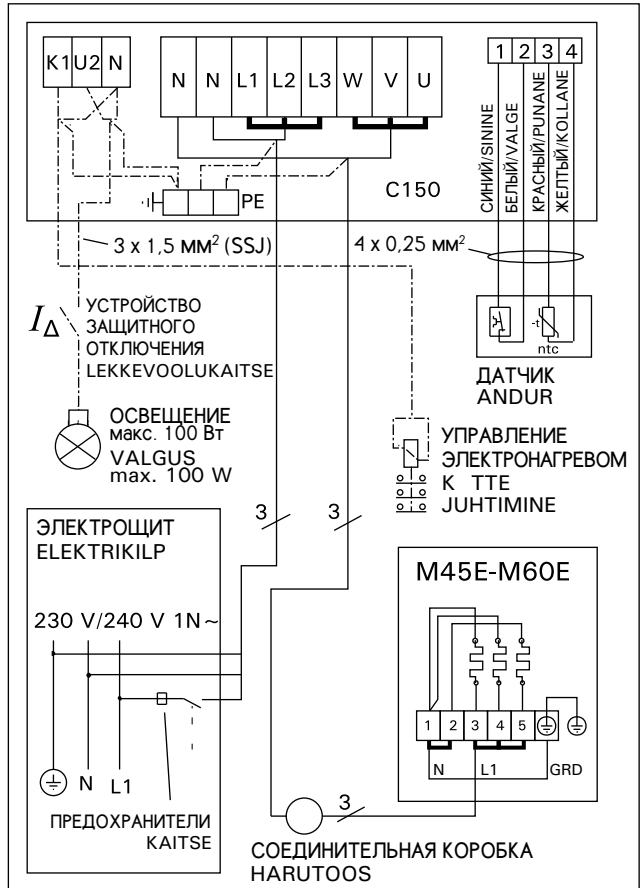 K1 U2 N
N N L1 L2 L3 W V U
1 2 3 4
СИНИЙ/SININE
БЕЛЫЙ/VALGE
КРАСНЫЙ/PUNANE
ЖЕЛТЫЙ/KOLLANE
PE
C150
3 x 1,5 мм² (SSJ)
4 x 0,25 мм²
I∆
УСТРОЙСТВО
ЗАЩИТНОГО
ОТКЛЮЧЕНИЯ
LEKKEVOOLUKAITSE
-t
ntc
ДАТЧИК
ANDUR
ОСВЕЩЕНИЕ
макс. 100 Вт
VALGUS
max. 100 W
УПРАВЛЕНИЕ
ЭЛЕКТРОНАГРЕВОМ
K TTE
JUHTIMINE
3
3
ЭЛЕКТРОЩИТ
ELEKTRIKILP
230 V/240 V 1N~
N L1
ПРЕДОХРАНИТЕЛИ
KAITSE
M45E-M60E
1 2 3 4 5
N L1 GRD
3
СОЕДИНИТЕЛЬНАЯ КОРОБКА
HARUTOOS